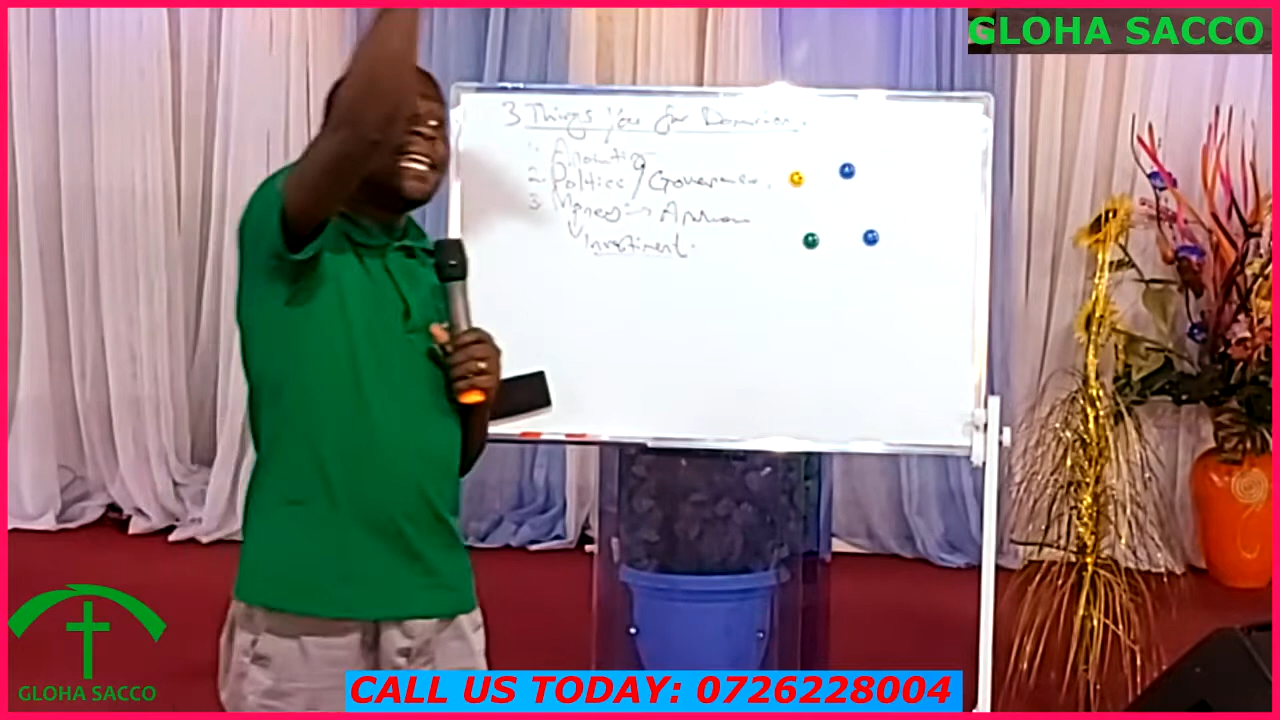 GLOHA SACCO
3 Things You for Dominion.
1. Anointing
2. Politics / Governance.
3. Money
Investment.
GLOHA SACCO
CALL US TODAY: 0726228004